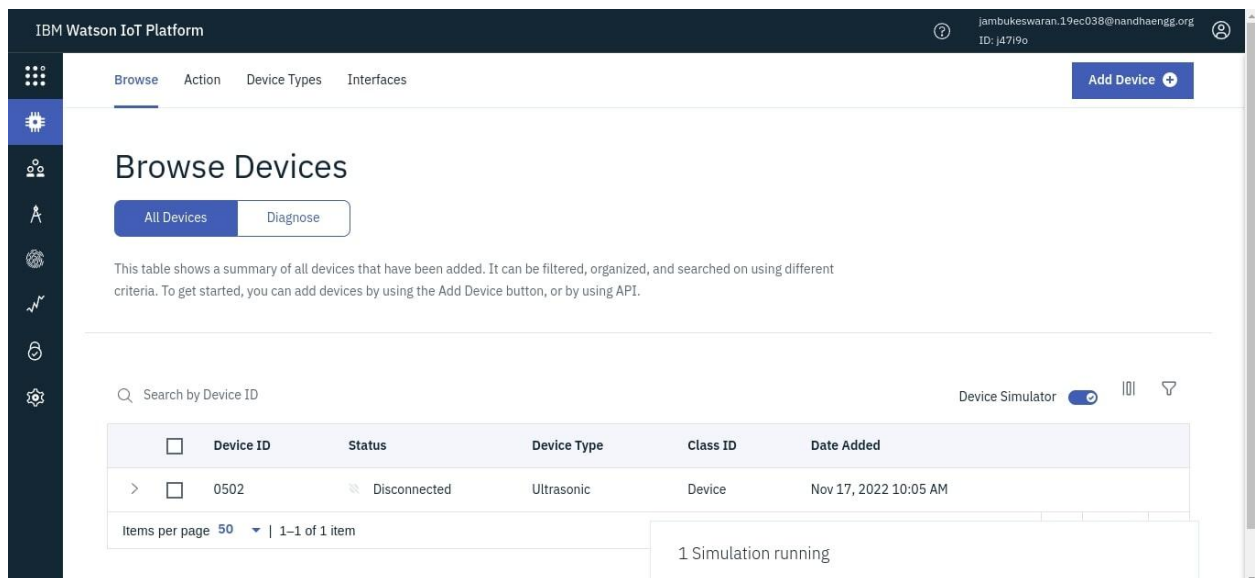 IBM Watson IoT Platform
jambukeswaran.19ec038@nandhaengg.org
ID: j47i9o
Browse Action Device Types Interfaces
Add Device
Browse Devices
All Devices Diagnose
This table shows a summary of all devices that have been added. It can be filtered, organized, and searched on using different
criteria. To get started, you can add devices by using the Add Device button, or by using API.
Search by Device ID
Device Simulator
Device ID Status Device Type Class ID Date Added
0502 Disconnected Ultrasonic Device Nov 17, 2022 10:05 AM
Items per page 50 | 1–1 of 1 item
1 Simulation running